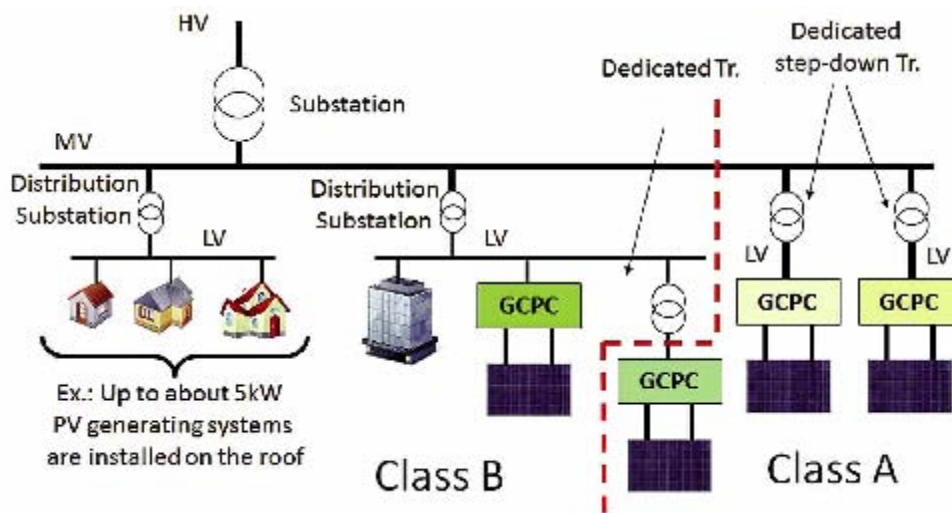 HV
Substation
Dedicated Tr.
Dedicated
step-down Tr.
MV
Distribution
Substation
LV
Distribution
Substation
LV
LV
LV
GCPC
GCPC
GCPC
GCPC
Ex.: Up to about 5kW
PV generating systems
are installed on the roof
Class B
Class A